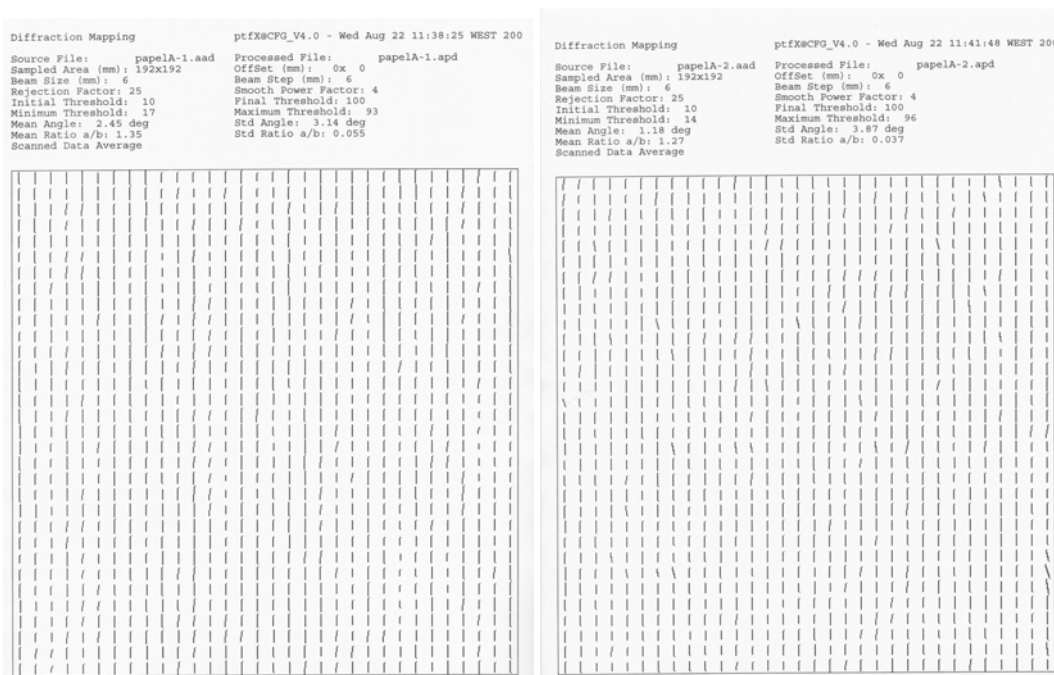 Diffraction Mapping ptfX@CFG_V4.0 - Wed Aug 22 11:38:25 WEST 200
Source File: papelA-1.aad Processed File: papelA-1.apd
Sampled Area (mm): 192x192 OffSet (mm): 0x 0
Beam Size (mm): 6 Beam Step (mm): 6
Rejection Factor: 25 Smooth Power Factor: 4
Initial Threshold: 10 Final Threshold: 100
Minimum Threshold: 17 Maximum Threshold: 93
Mean Angle: 2.45 deg Std Angle: 3.14 deg
Mean Ratio a/b: 1.35 Std Ratio a/b: 0.055
Scanned Data Average
Diffraction Mapping ptfX@CFG_V4.0 - Wed Aug 22 11:41:48 WEST 200
Source File: papelA-2.aad Processed File: papelA-2.apd
Sampled Area (mm): 192x192 OffSet (mm): 0x 0
Beam Size (mm): 6 Beam Step (mm): 6
Rejection Factor: 25 Smooth Power Factor: 4
Initial Threshold: 10 Final Threshold: 100
Minimum Threshold: 14 Maximum Threshold: 96
Mean Angle: 1.18 deg Std Angle: 3.87 deg
Mean Ratio a/b: 1.27 Std Ratio a/b: 0.037
Scanned Data Average